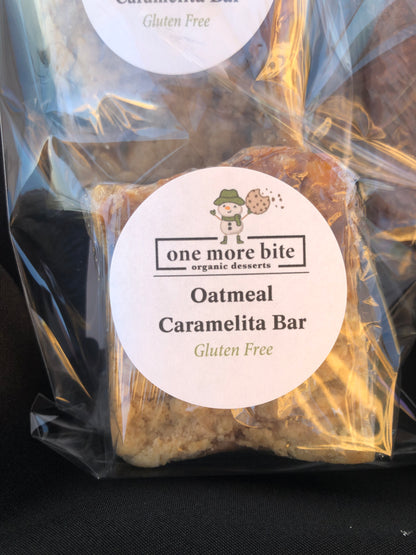 Caramelita Bar
Gluten Free
one more bite
organic desserts
Oatmeal
Caramelita Bar
Gluten Free